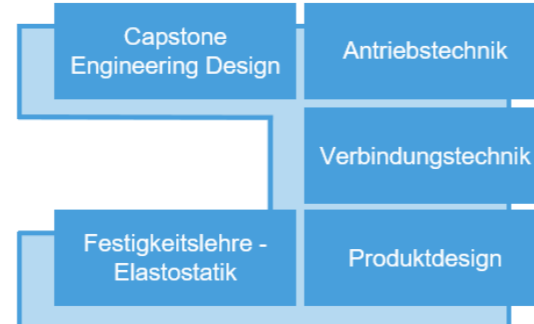 Capstone
Engineering Design
Antriebstechnik
Verbindungstechnik
Festigkeitslehre -
Elastostatik
Produktdesign